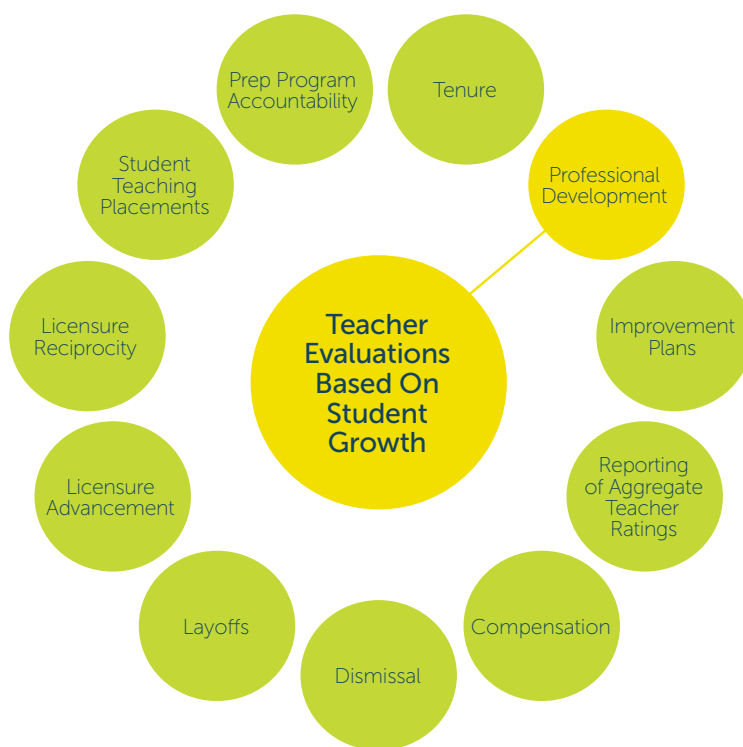 Prep Program
Accountability
Tenure
Student
Teaching
Placements
Professional
Development
Licensure
Reciprocity
Teacher
Evaluations
Based On
Student
Growth
Improvement
Plans
Licensure
Advancement
Reporting
of Aggregate
Teacher
Ratings
Layoffs
Compensation
Dismissal